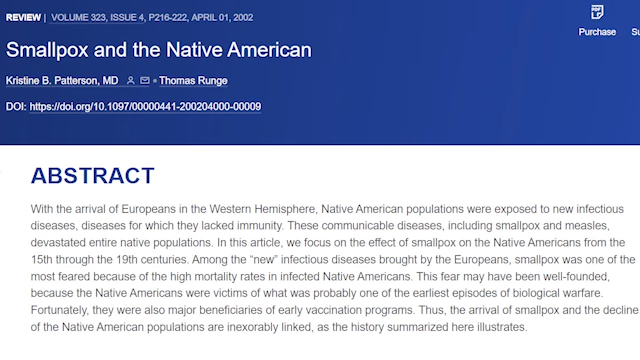 REVIEW | VOLUME 323, ISSUE 4, P216-222, APRIL 01, 2002
PDF
Purchase
Smallpox and the Native American
Kristine B. Patterson, MD • Thomas Runge
DOI: https://doi.org/10.1097/00000441-200204000-00009
ABSTRACT
With the arrival of Europeans in the Western Hemisphere, Native American populations were exposed to new infectious
diseases, diseases for which they lacked immunity. These communicable diseases, including smallpox and measles,
devastated entire native populations. In this article, we focus on the effect of smallpox on the Native Americans from the
15th through the 19th centuries. Among the “new” infectious diseases brought by the Europeans, smallpox was one of the
most feared because of the high mortality rates in infected Native Americans. This fear may have been well-founded,
because the Native Americans were victims of what was probably one of the earliest episodes of biological warfare.
Fortunately, they were also major beneficiaries of early vaccination programs. Thus, the arrival of smallpox and the decline
of the Native American populations are inexorably linked, as the history summarized here illustrates.